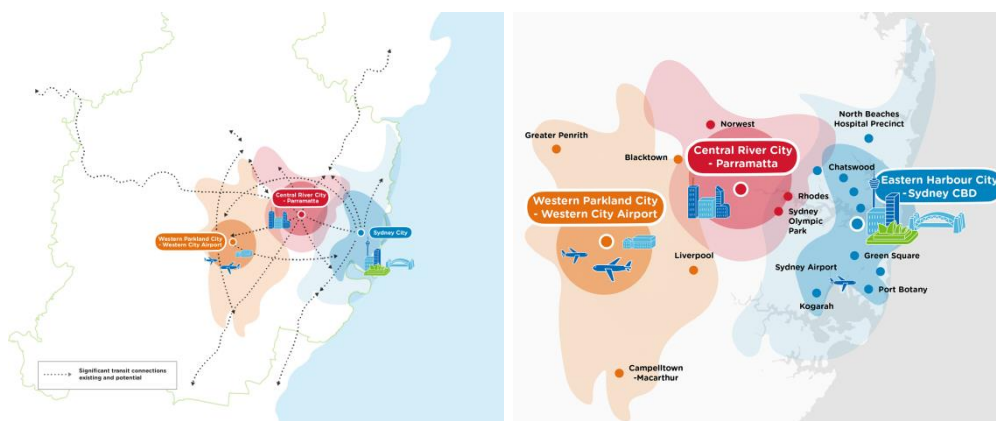 Central River City
- Parramatta
Western Parkland City
- Western City Airport
Sydney City
Significant transit connections
existing and potential
North Beaches
Hospital Precinct
Norwest
Greater Penrith
Blacktown
Central River City
- Parramatta
Chatswood
Eastern Harbour City
-Sydney CBD
Rhodes
Western Parkland City
- Western City Airport
Sydney
Olympic
Park
Liverpool
Green Square
Sydney Airport
Port Botany
Kogarah
Campelltown
-Macarthur